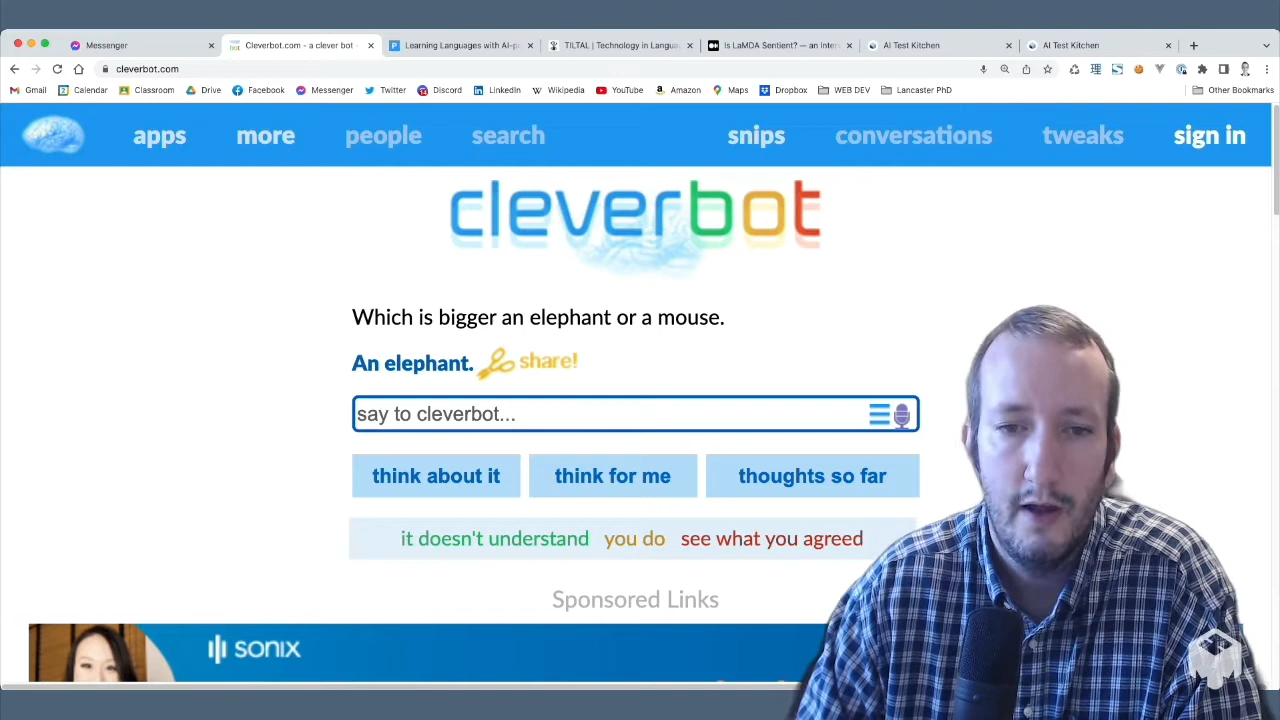 Messenger
Cleverbot.com - a clever bot -
Learning Languages with AI-p
TILTAL | Technology in Langua
Is LaMDA Sentient? — an Inter
AI Test Kitchen
AI Test Kitchen
cleverbot.com
Gmail
Calendar
Classroom
Drive
Facebook
Messenger
Twitter
Discord
LinkedIn
Wikipedia
YouTube
Amazon
Maps
Dropbox
WEB DEV
Lancaster PhD
Other Bookmarks
apps
more
people
search
snips
conversations
tweaks
sign in
cleverbot
Which is bigger an elephant or a mouse.
An elephant. share!
say to cleverbot...
think about it
think for me
thoughts so far
it doesn't understand you do see what you agreed
Sponsored Links
sonix